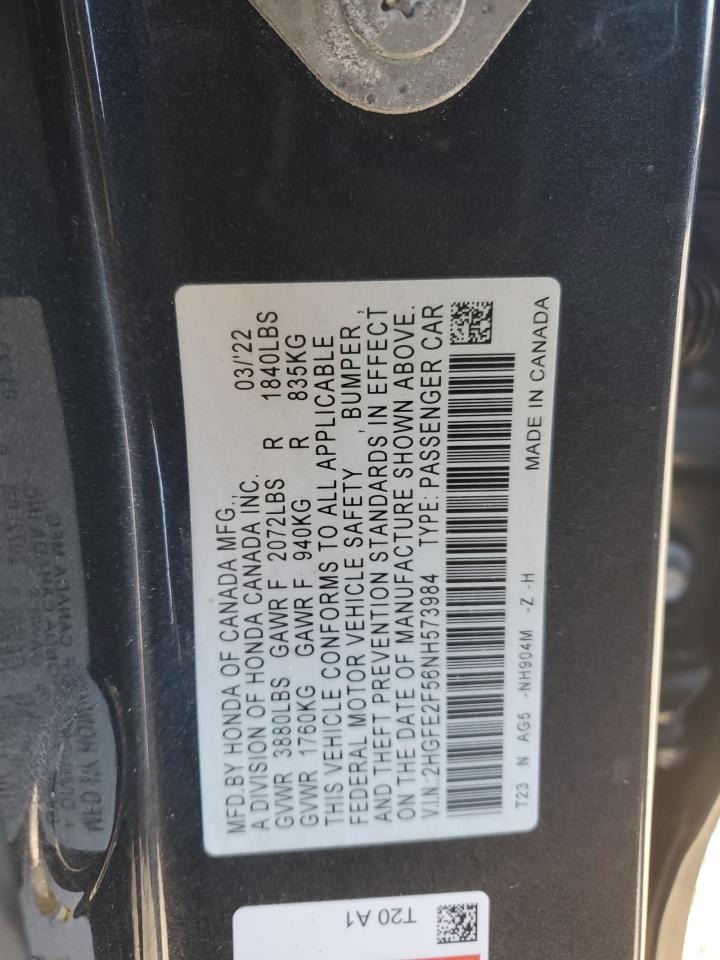 MFD.BY HONDA OF CANADA MFG., 03/'22
A DIVISION OF HONDA CANADA INC.
GVWR 3880LBS GAWR F 2072LBS R 1840LBS
GVWR 1760KG GAWR F 940KG R 835KG
THIS VEHICLE CONFORMS TO ALL APPLICABLE
FEDERAL MOTOR VEHICLE SAFETY , BUMPER ,
AND THEFT PREVENTION STANDARDS IN EFFECT
ON THE DATE OF MANUFACTURE SHOWN ABOVE.
V.I.N.:2HGFE2F56NH573984 TYPE: PASSENGER CAR
T23 N AG5 -NH904M -Z -H MADE IN CANADA
T20 A1